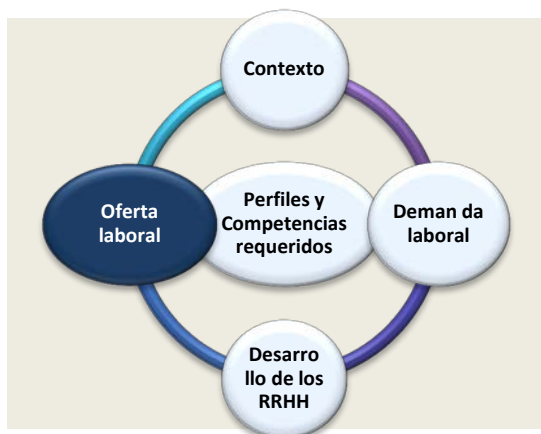 Contexto
Oferta
laboral
Perfiles y
Competencias
requeridos
Deman da
laboral
Desarro
llo de los
RRHH